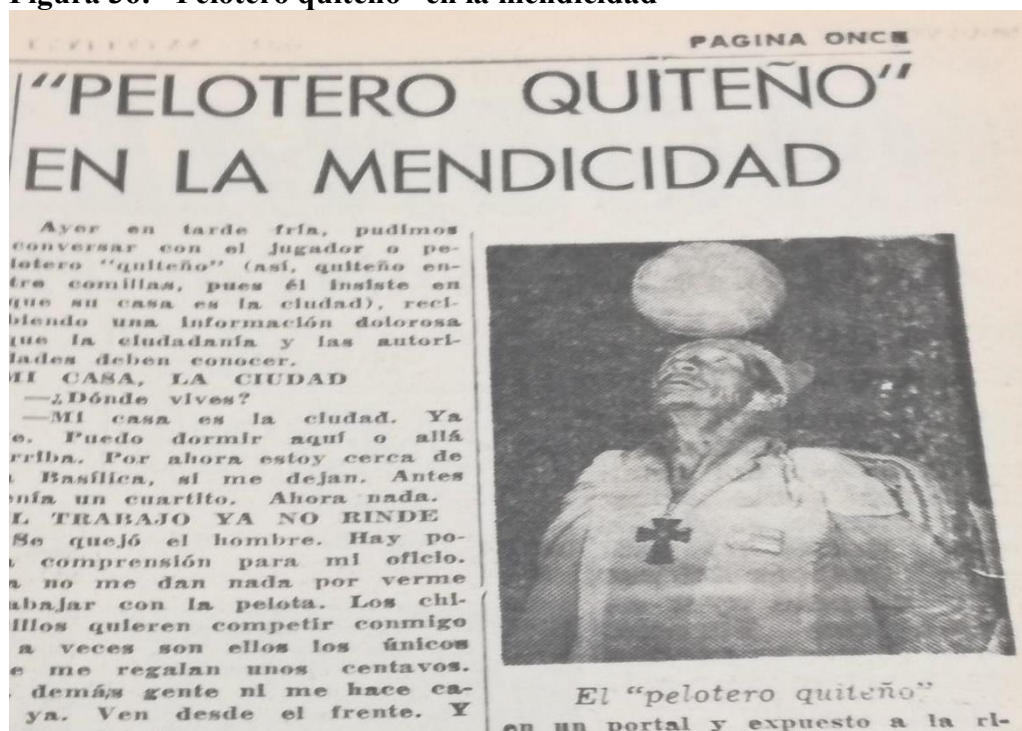 Figura 36. "Pelotero quiteño" en la mendicidad
PAGINA ONCE
"PELOTERO QUITEÑO"
EN LA MENDICIDAD
Ayer en tarde fría, pudimos
conversar con el jugador o pe-
lotero "quiteño" (así, quiteño en-
tre comillas, pues él insiste en
que su casa es la ciudad), reci-
biendo una información dolorosa
que la ciudadanía y las autori-
dades deben conocer.
MI CASA, LA CIUDAD
—¿Dónde vives?
—Mi casa es la ciudad. Ya
e. Puedo dormir aquí o allá
rriba. Por ahora estoy cerca de
Basílica, si me dejan. Antes
enía un cuartito. Ahora nada.
L TRABAJO YA NO RINDE
Se quejó el hombre. Hay po-
comprensión para mi oficio.
a no me dan nada por verme
abajar con la pelota. Los chi-
illos quieren competir conmigo
a veces son ellos los únicos
e me regalan unos centavos.
demás gente ni me hace ca-
ya. Ven desde el frente. Y
El "pelotero quiteño"
en un portal y expuesto a la ri-